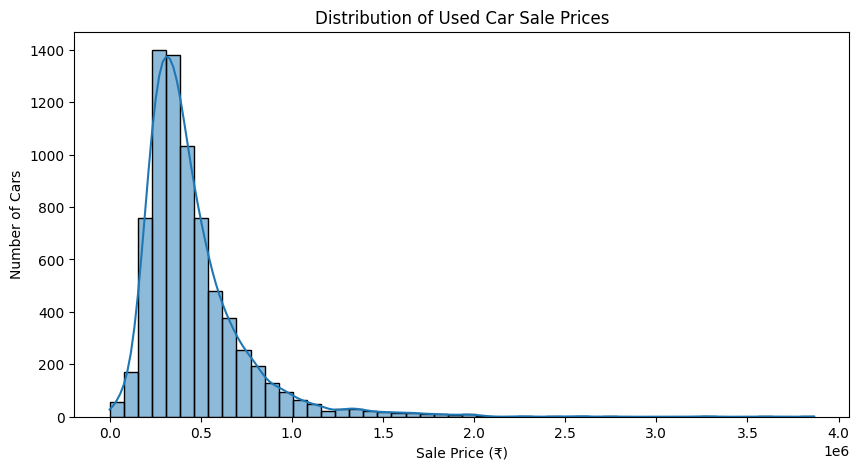 Distribution of Used Car Sale Prices
1400
1200
1000
800
600
400
200
0
Number of Cars
0.0 0.5 1.0 1.5 2.0 2.5 3.0 3.5 4.0
1e6
Sale Price (₹)